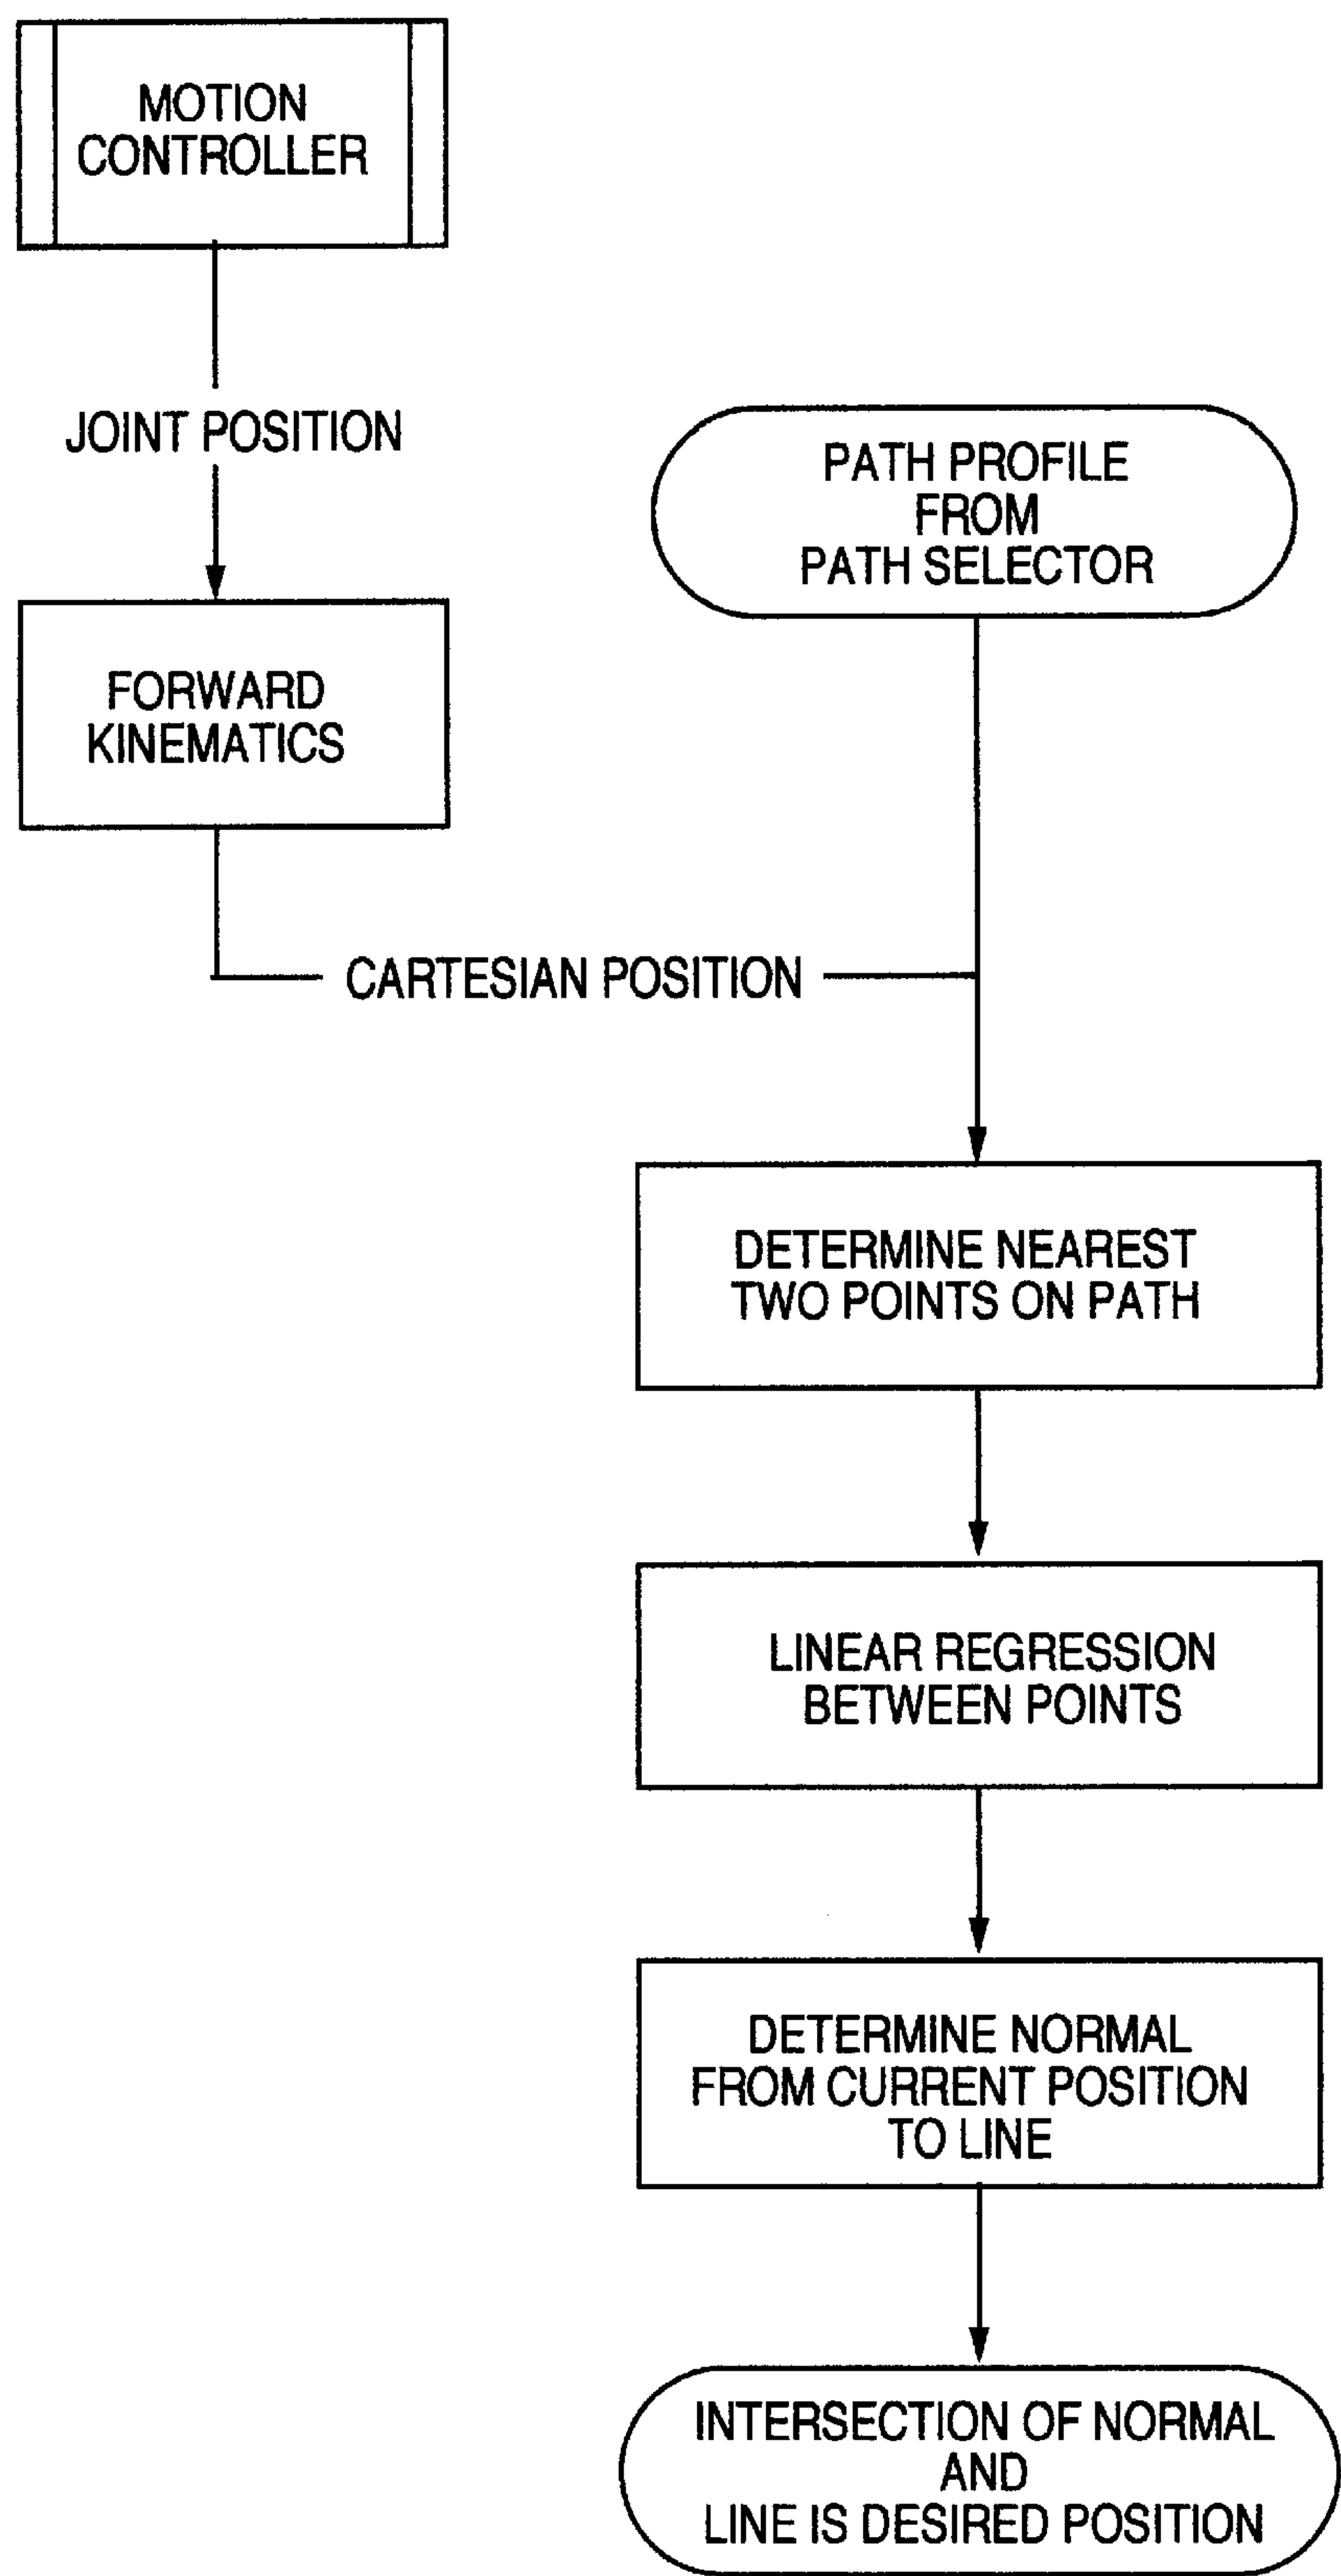 MOTION
CONTROLLER
JOINT POSITION
PATH PROFILE
FROM
PATH SELECTOR
FORWARD
KINEMATICS
CARTESIAN POSITION
DETERMINE NEAREST
TWO POINTS ON PATH
LINEAR REGRESSION
BETWEEN POINTS
DETERMINE NORMAL
FROM CURRENT POSITION
TO LINE
INTERSECTION OF NORMAL
AND
LINE IS DESIRED POSITION